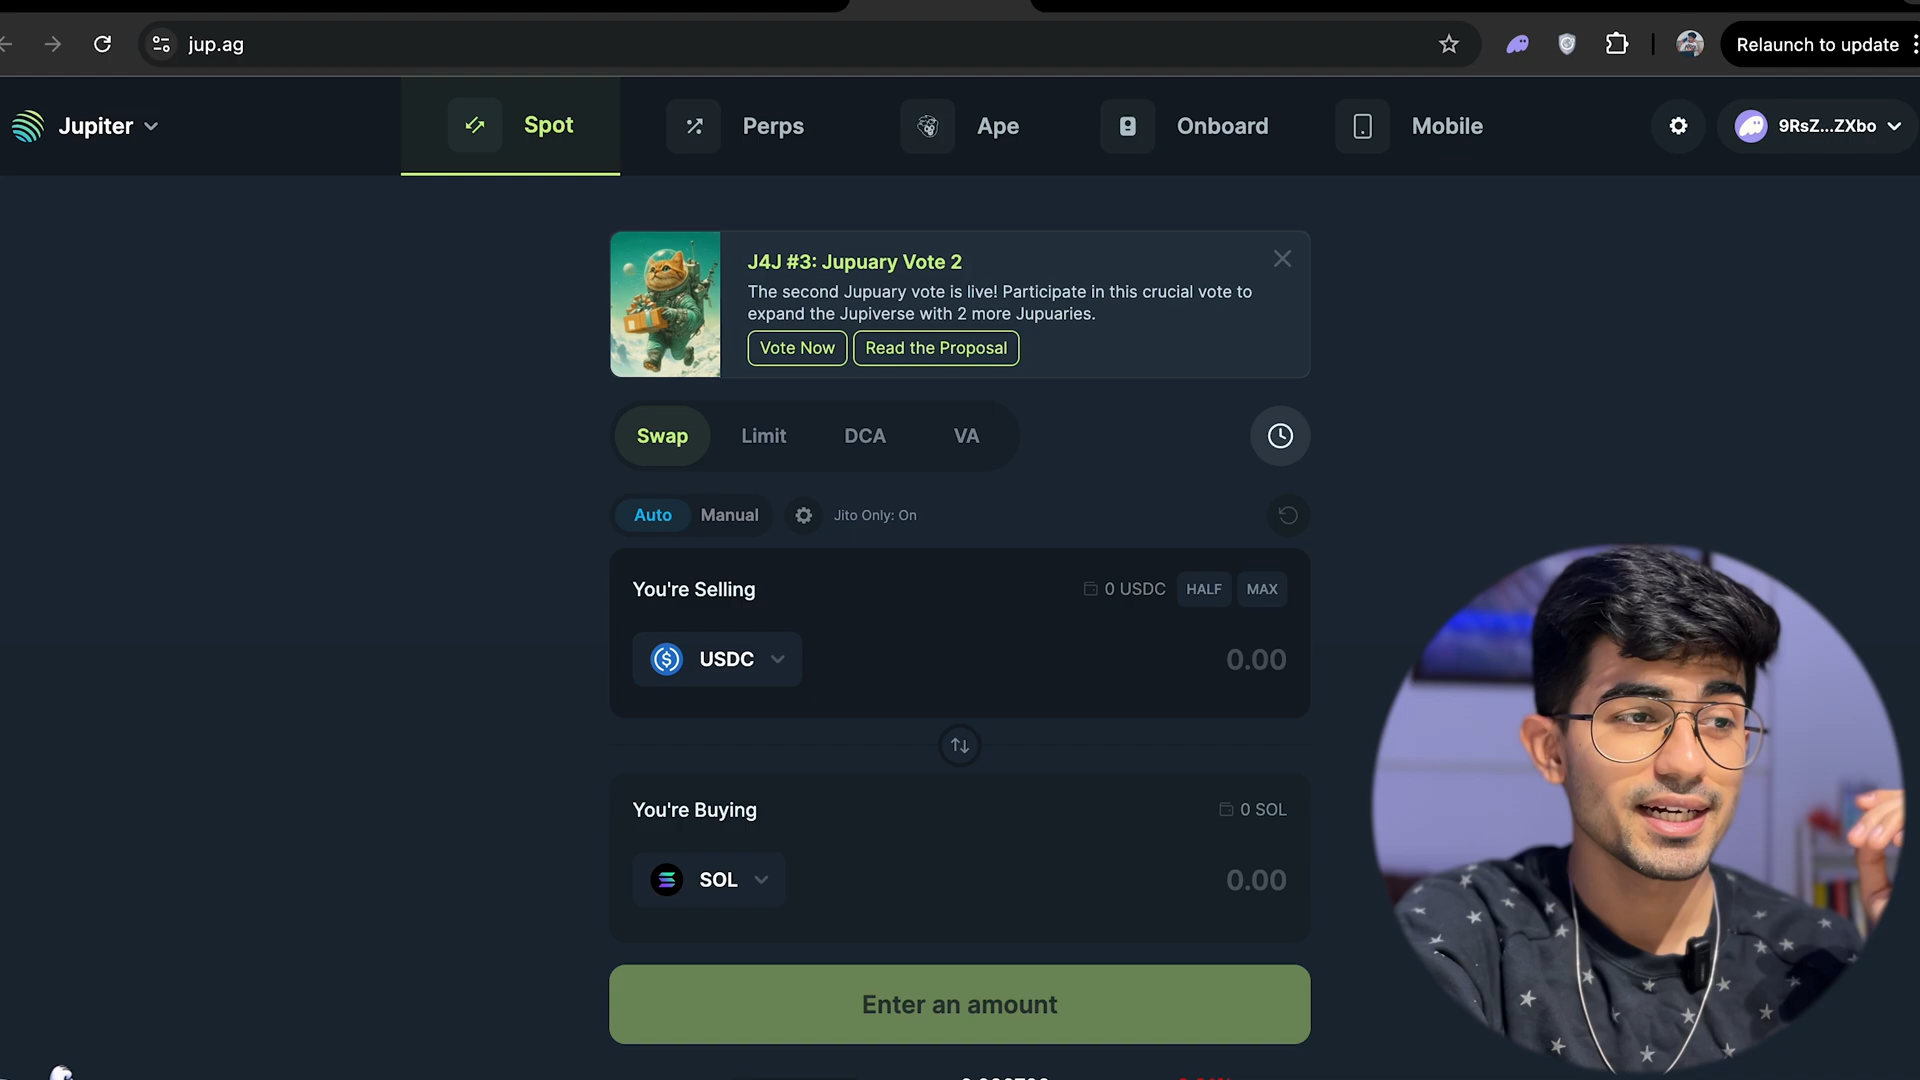 jup.ag
Relaunch to update
Jupiter
Spot
Perps
Ape
Onboard
Mobile
9RsZ...ZXbo
J4J #3: Jupuary Vote 2
The second Jupuary vote is live! Participate in this crucial vote to
expand the Jupiverse with 2 more Jupuaries.
Vote Now
Read the Proposal
Swap
Limit
DCA
VA
Auto
Manual
Jito Only: On
You're Selling
0 USDC
HALF
MAX
USDC
0.00
You're Buying
0 SOL
SOL
0.00
Enter an amount